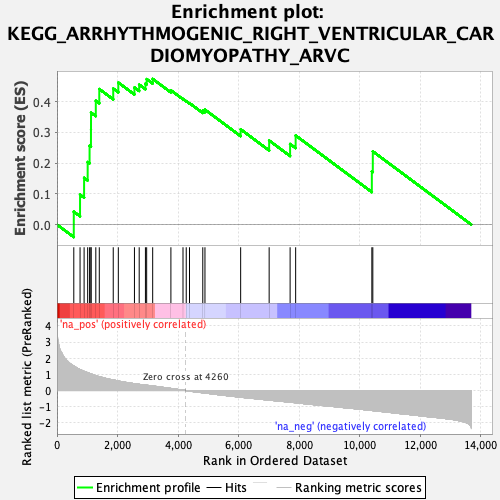 Enrichment plot:
KEGG_ARRHYTHMOGENIC_RIGHT_VENTRICULAR_CAR
DIOMYOPATHY_ARVC
Enrichment score (ES)
0.4
0.3
0.2
0.1
0.0
'na_pos' (positively correlated)
Ranked list metric (PreRanked)
4
3
2
1
0
-1
-2
Zero cross at 4260
'na_neg' (negatively correlated)
0
2,000
4,000
6,000
8,000
10,000
12,000
14,000
Rank in Ordered Dataset
Enrichment profile
Hits
Ranking metric scores